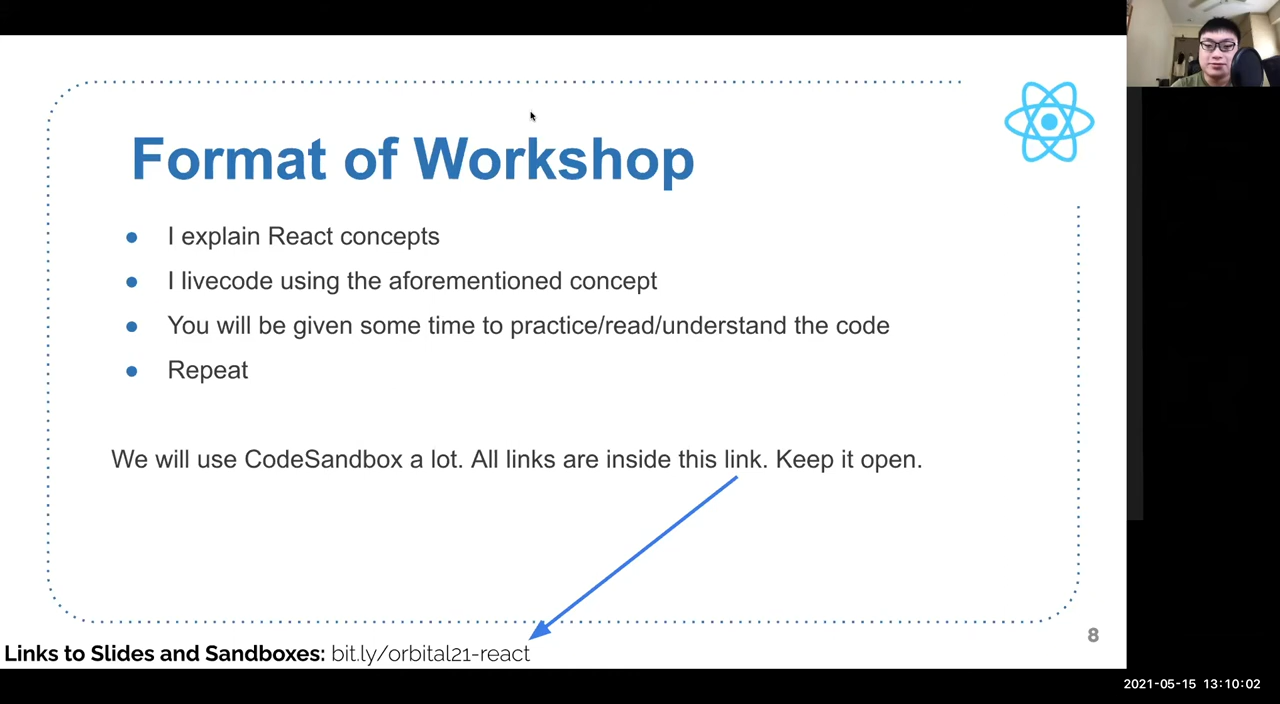 Format of Workshop
I explain React concepts
I livecode using the aforementioned concept
You will be given some time to practice/read/understand the code
Repeat
We will use CodeSandbox a lot. All links are inside this link. Keep it open.
8
Links to Slides and Sandboxes: bit.ly/orbital21-react
2021-05-15 13:10:02